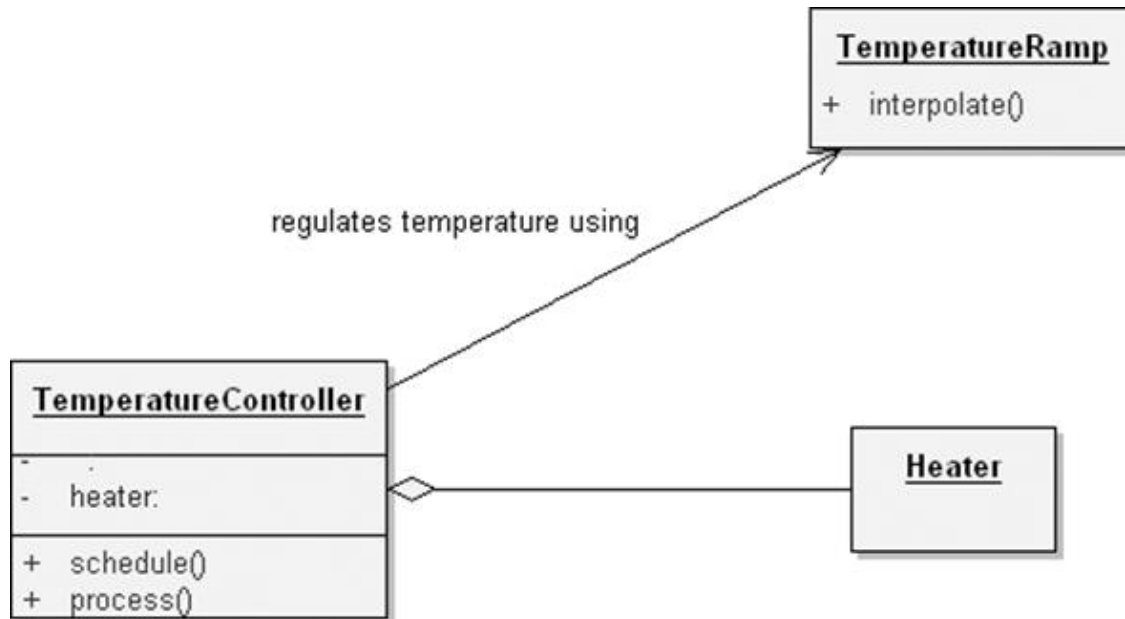 TemperatureRamp
+ interpolate()
regulates temperature using
TemperatureController
-
- heater:
Heater
+ schedule()
+ process()